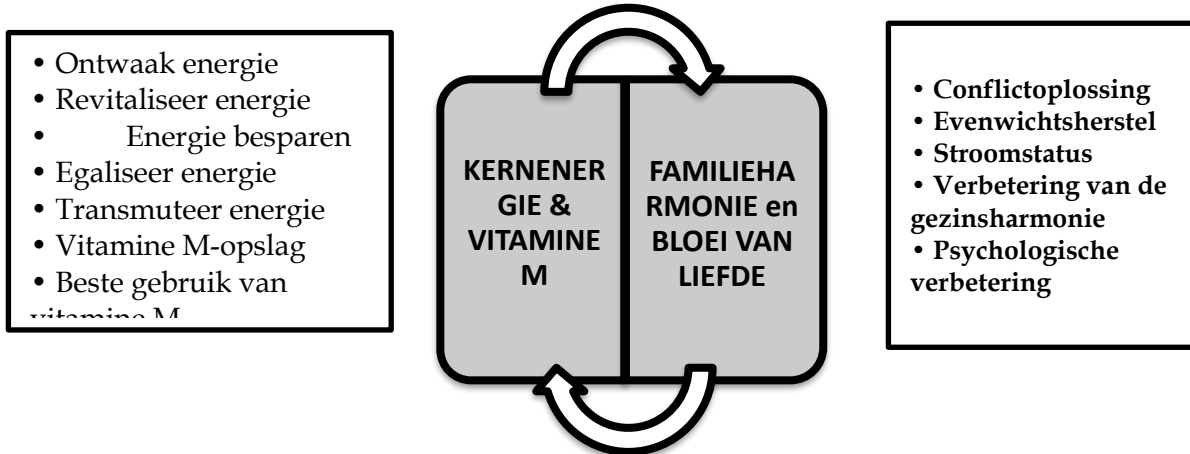 • Ontwaak energie
• Revitaliseer energie
• Energie besparen
• Egaliseer energie
• Transmuteer energie
• Vitamine M-opslag
• Beste gebruik van
vitamine M
KERNENER
GIE &
VITAMINE
M
FAMILIEHA
RMONIE en
BLOEI VAN
LIEFDE
• Conflictoplossing
• Evenwichtsherstel
• Stroomstatus
• Verbetering van de
gezinsharmonie
• Psychologische
verbetering